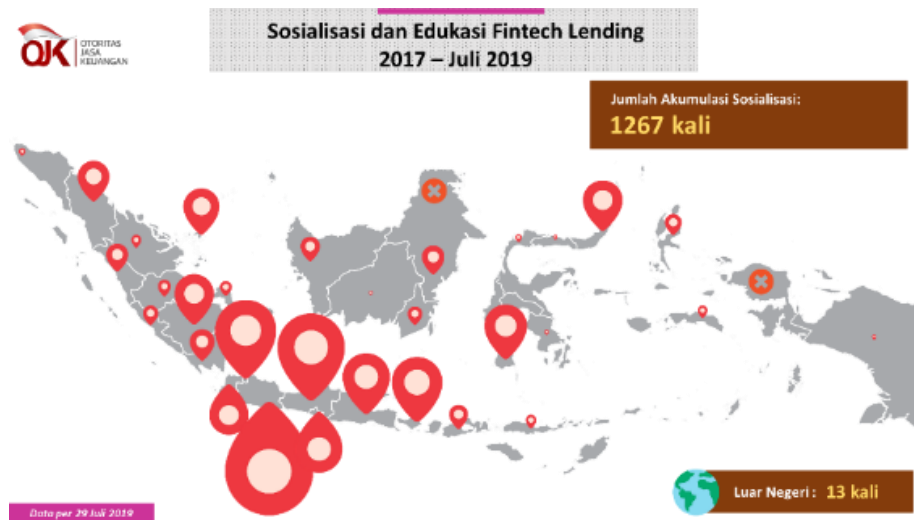 OJK
OTORITAS
JASA
KEUANGAN
Sosialisasi dan Edukasi Fintech Lending
2017 – Juli 2019
Jumlah Akumulasi Sosialisasi:
1267 kali
Luar Negeri : 13 kali
Data per 29 Juli 2019